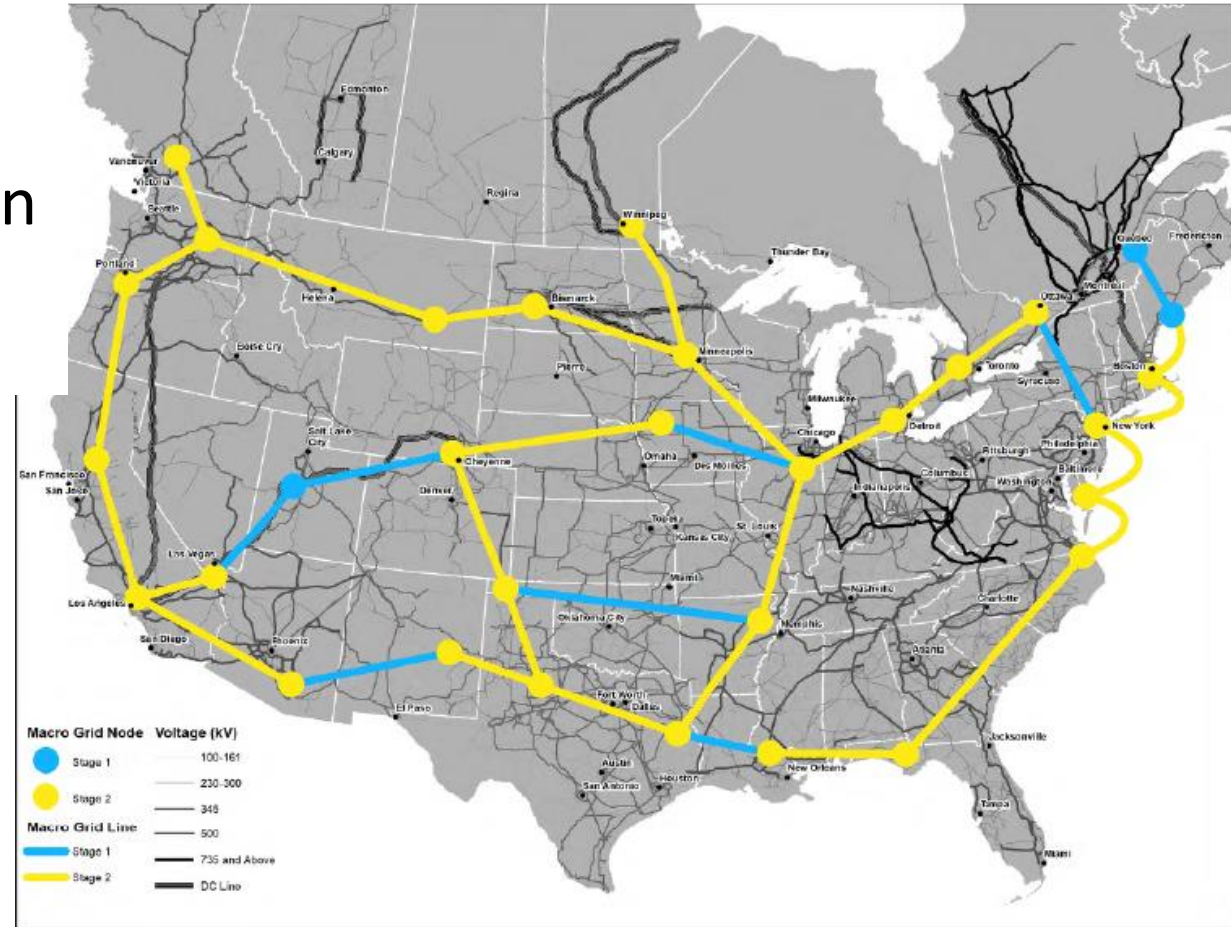 n
Edmonton
Calgary
Vancouver
Victoria
Seattle
Regina
Winnipeg
Thunder Bay
Québec
Fredericton
Portland
Helena
Bismarck
Ottawa
Montreal
Boise City
Pierre
Minneapolis
Toronto
Syracuse
Boston
Milwaukee
Detroit
New York
Salt Lake
City
Chicago
Pittsburgh
Philadelphia
Cheyenne
Omaha
Des Moines
Columbus
Baltimore
San Francisco
San Jose
Denver
Indianapolis
Washington
Topeka
Kansas City
St. Louis
Las Vegas
Miami
Nashville
Los Angeles
Oklahoma City
Memphis
Charlotte
San Diego
Phoenix
Atlanta
Fort Worth
Dallas
El Paso
Jacksonville
Austin
San Antonio
Houston
New Orleans
Tampa
Miami
Macro Grid Node
Stage 1
Stage 2
Macro Grid Line
Stage 1
Stage 2
Voltage (kV)
100-161
230-300
345
500
735 and Above
DC Line